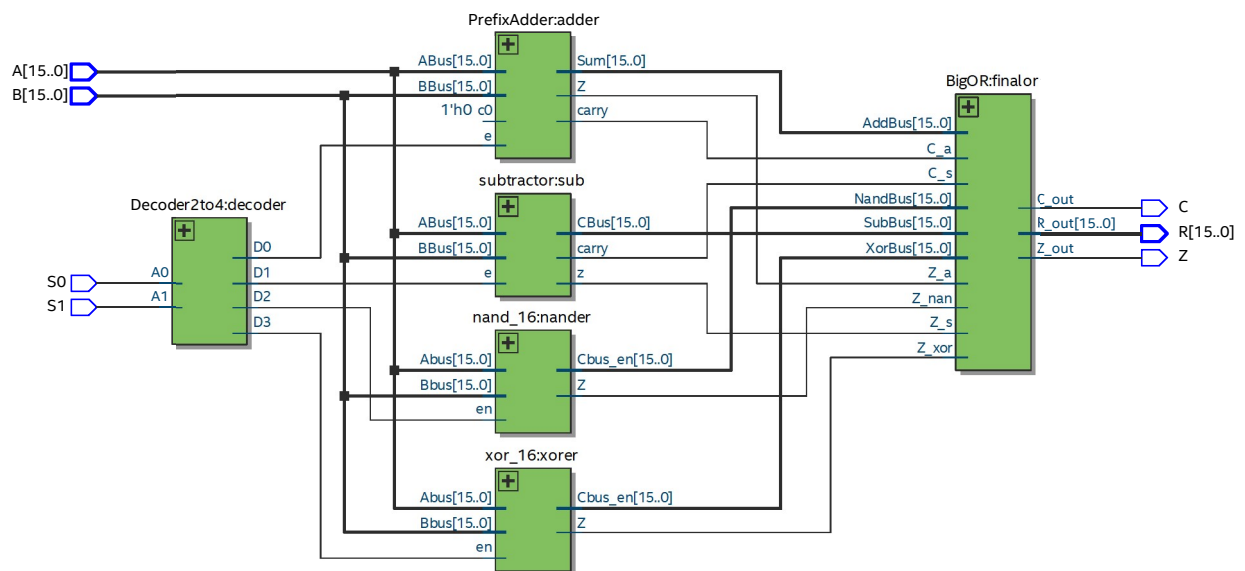 PrefixAdder:adder
A[15..0]
B[15..0]
ABus[15..0]
BBus[15..0]
1'h0 c0
e
Sum[15..0]
Z
carry
subtractor:sub
ABus[15..0]
BBus[15..0]
e
CBus[15..0]
carry
z
Decoder2to4:decoder
S0
S1
A0
A1
D0
D1
D2
D3
nand_16:nander
Abus[15..0]
Bbus[15..0]
en
Cbus_en[15..0]
Z
xor_16:xorer
Abus[15..0]
Bbus[15..0]
en
Cbus_en[15..0]
Z
BigOR:finalor
AddBus[15..0]
C_a
C_s
NandBus[15..0]
SubBus[15..0]
XorBus[15..0]
Z_a
Z_nan
Z_s
Z_xor
C_out
R_out[15..0]
Z_out
C
R[15..0]
Z